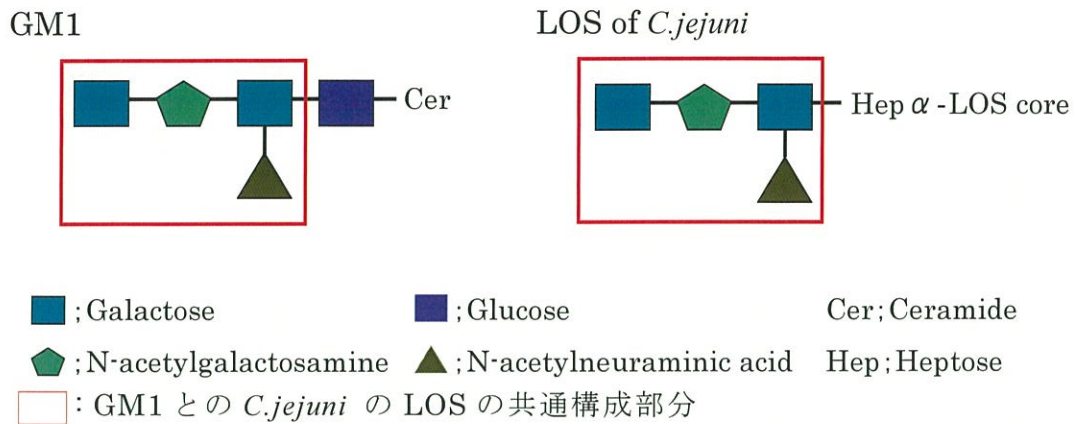 GM1
LOS of C.jejuni
Cer
Hep α-LOS core
;Galactose
;Glucose
Cer;Ceramide
;N-acetylgalactosamine
;N-acetylneuraminic acid
Hep;Heptose
: GM1 との C.jejuni の LOS の共通構成部分